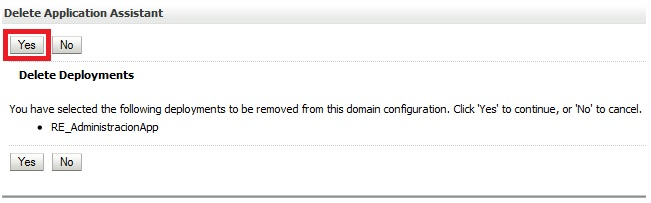 Delete Application Assistant
Yes No
Delete Deployments
You have selected the following deployments to be removed from this domain configuration. Click 'Yes' to continue, or 'No' to cancel.
• RE_AdministracionApp
Yes No